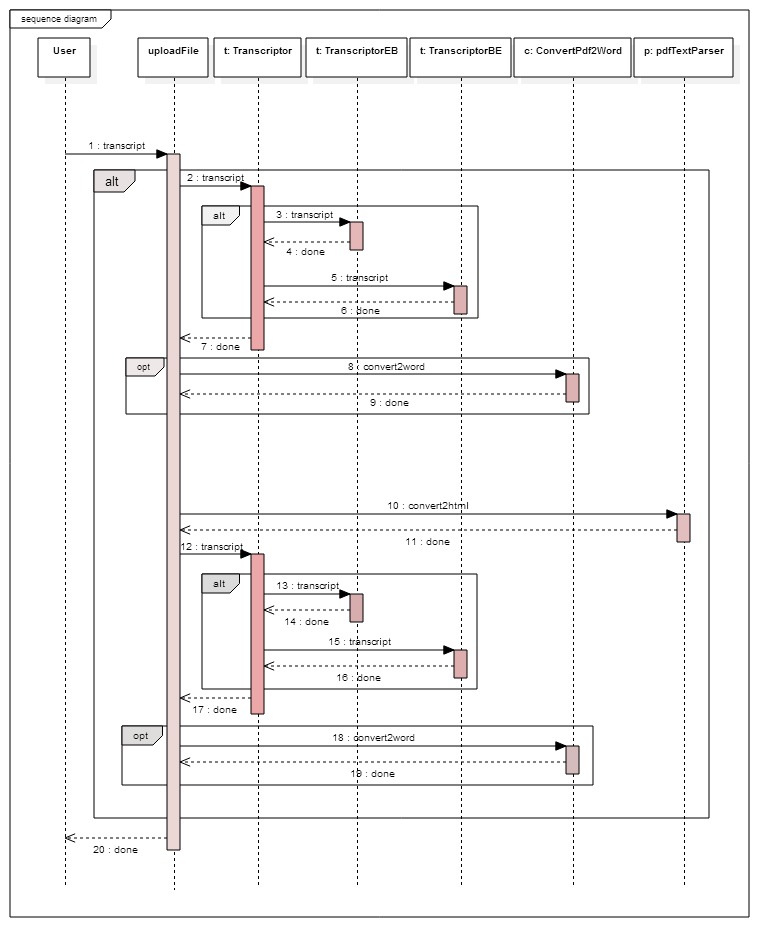 sequence diagram
User
uploadFile
t: Transcriptor
t: TranscriptorEB
t: TranscriptorBE
c: ConvertPdf2Word
p: pdfTextParser
1 : transcript
alt
2 : transcript
alt
3 : transcript
4 : done
5 : transcript
6 : done
7 : done
opt
8 : convert2word
9 : done
10 : convert2html
11 : done
12 : transcript
alt
13 : transcript
14 : done
15 : transcript
16 : done
17 : done
opt
18 : convert2word
19 : done
20 : done